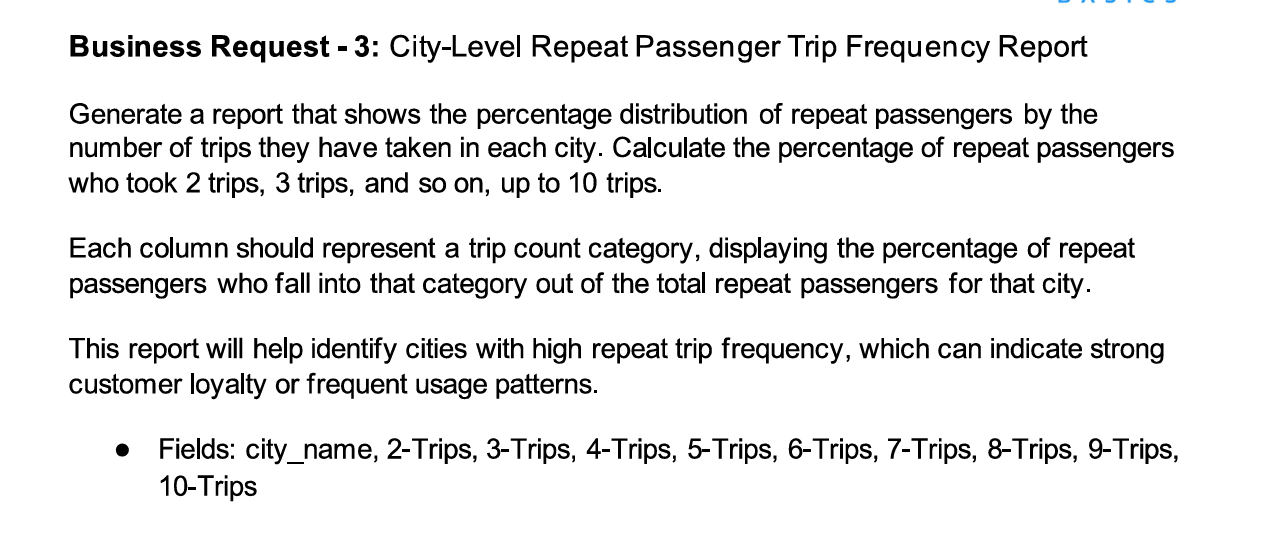 Business Request - 3: City-Level Repeat Passenger Trip Frequency Report
Generate a report that shows the percentage distribution of repeat passengers by the
number of trips they have taken in each city. Calculate the percentage of repeat passengers
who took 2 trips, 3 trips, and so on, up to 10 trips.
Each column should represent a trip count category, displaying the percentage of repeat
passengers who fall into that category out of the total repeat passengers for that city.
This report will help identify cities with high repeat trip frequency, which can indicate strong
customer loyalty or frequent usage patterns.
● Fields: city_name, 2-Trips, 3-Trips, 4-Trips, 5-Trips, 6-Trips, 7-Trips, 8-Trips, 9-Trips,
10-Trips